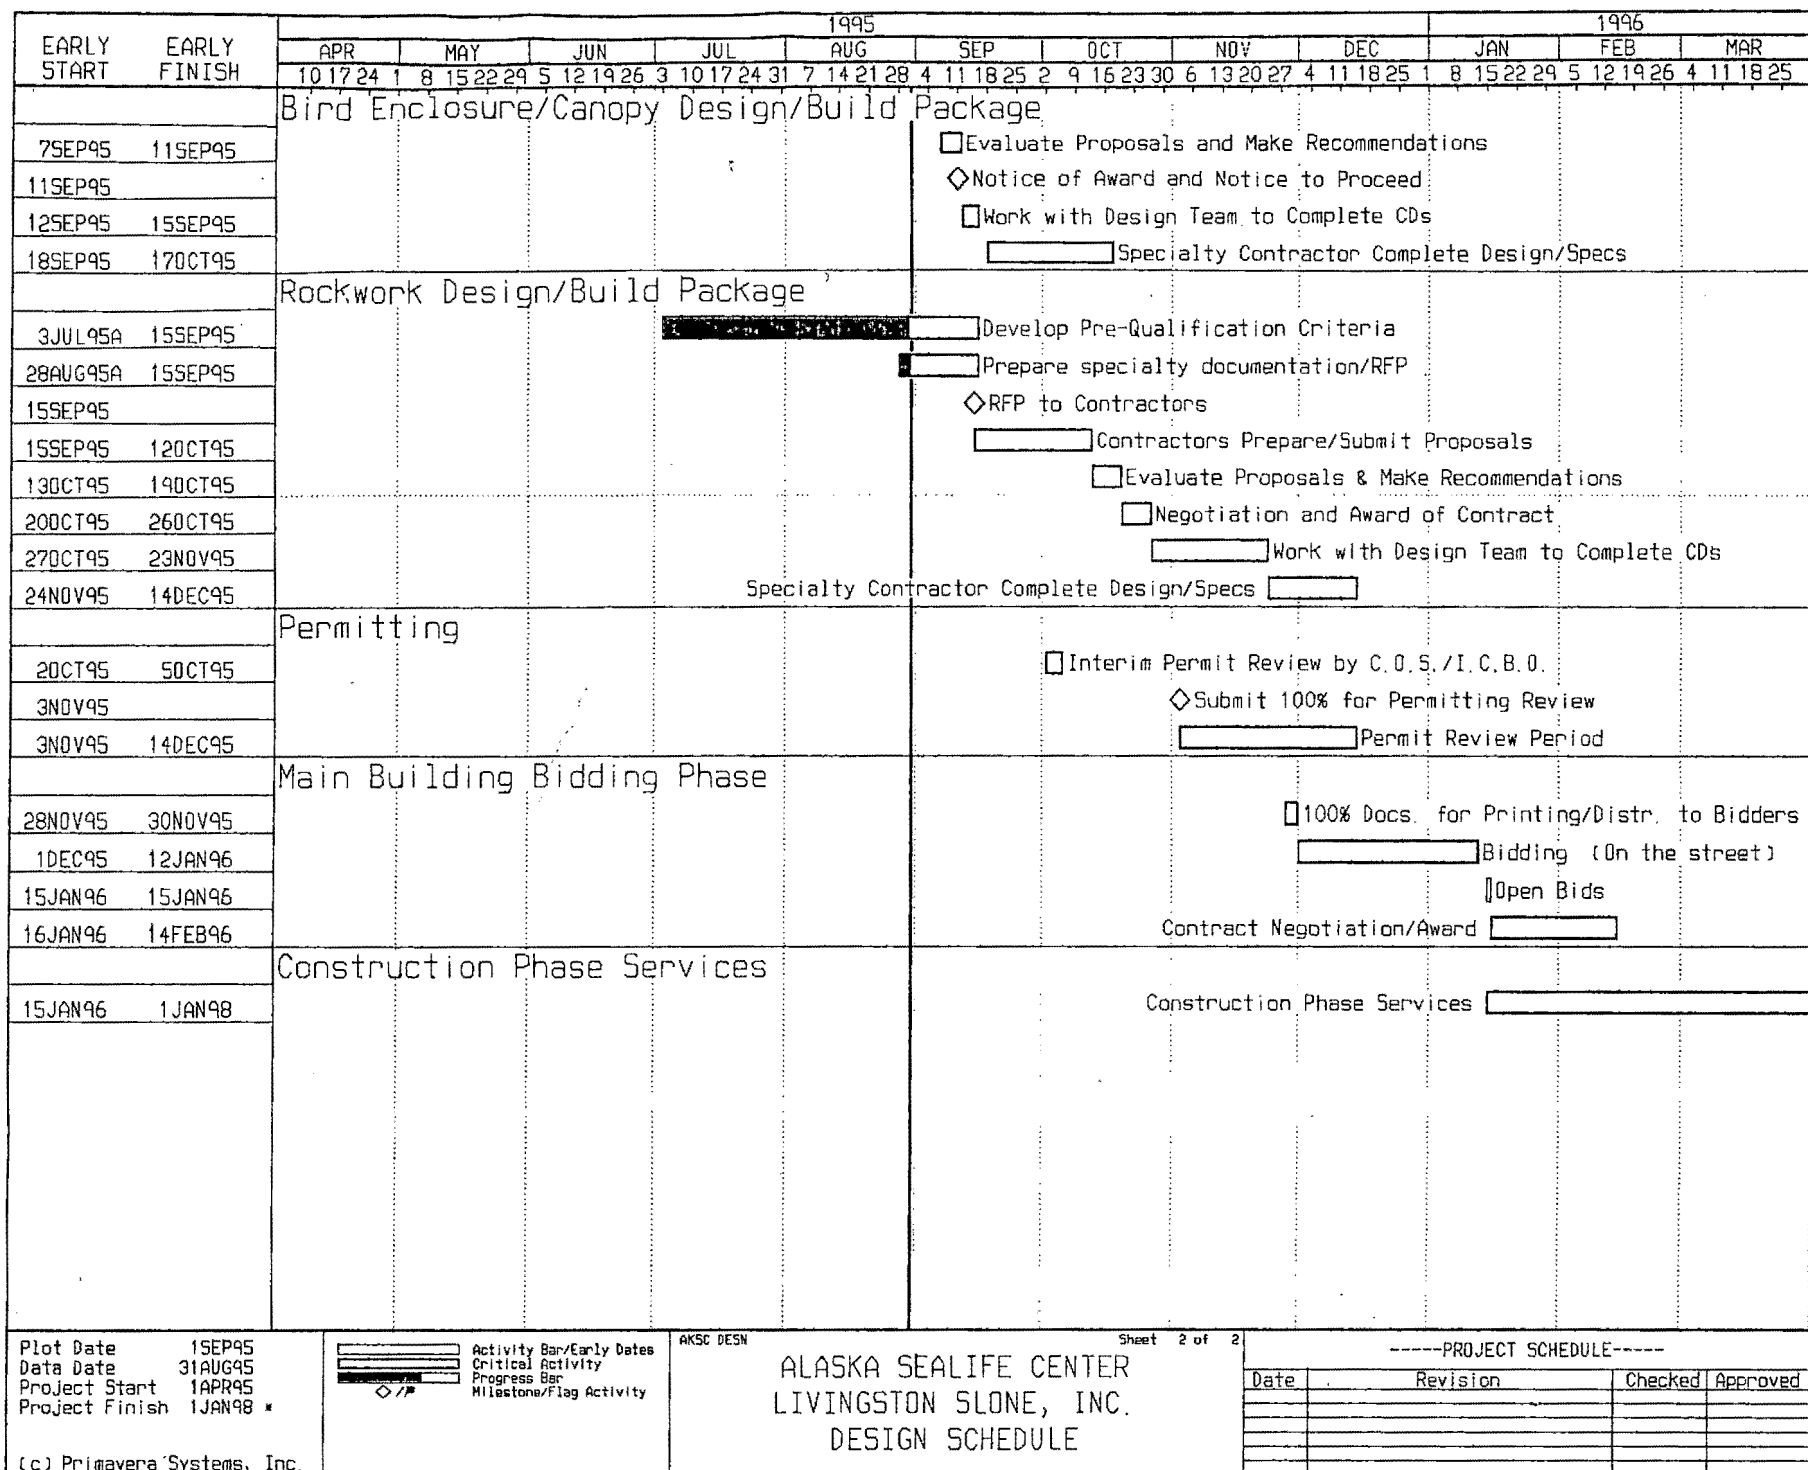 1995 1996
EARLY START EARLY FINISH
APR MAY JUN JUL AUG SEP OCT NOV DEC JAN FEB MAR
10 17 24 1 8 15 22 29 5 12 19 26 3 10 17 24 31 7 14 21 28 4 11 18 25 2 9 16 23 30 6 13 20 27 4 11 18 25 1 8 15 22 29 5 12 19 26 4 11 18 25
Bird Enclosure/Canopy Design/Build Package
7SEP95 11SEP95 Evaluate Proposals and Make Recommendations
11SEP95 Notice of Award and Notice to Proceed
12SEP95 15SEP95 Work with Design Team to Complete CDs
18SEP95 17OCT95 Specialty Contractor Complete Design/Specs
Rockwork Design/Build Package
3JUL95A 15SEP95 Develop Pre-Qualification Criteria
28AUG95A 15SEP95 Prepare specialty documentation/RFP
15SEP95 RFP to Contractors
15SEP95 12OCT95 Contractors Prepare/Submit Proposals
13OCT95 19OCT95 Evaluate Proposals & Make Recommendations
20OCT95 26OCT95 Negotiation and Award of Contract
27OCT95 23NOV95 Work with Design Team to Complete CDs
24NOV95 14DEC95 Specialty Contractor Complete Design/Specs
Permitting
2OCT95 5OCT95 Interim Permit Review by C.O.S./I.C.B.O.
3NOV95 Submit 100% for Permitting Review
3NOV95 14DEC95 Permit Review Period
Main Building Bidding Phase
28NOV95 30NOV95 100% Docs. for Printing/Distr. to Bidders
1DEC95 12JAN96 Bidding (On the street)
15JAN96 15JAN96 Open Bids
16JAN96 14FEB96 Contract Negotiation/Award
Construction Phase Services
15JAN96 1JAN98 Construction Phase Services
Plot Date 1SEP95
Data Date 31AUG95
Project Start 1APR95
Project Finish 1JAN98 *
(c) Primavera Systems, Inc.
Activity Bar/Early Dates
Critical Activity
Progress Bar
Milestone/Flag Activity
AKSC DESN
Sheet 2 of 2
ALASKA SEALIFE CENTER
LIVINGSTON SLONE, INC.
DESIGN SCHEDULE
-----PROJECT SCHEDULE-----
Date Revision Checked Approved